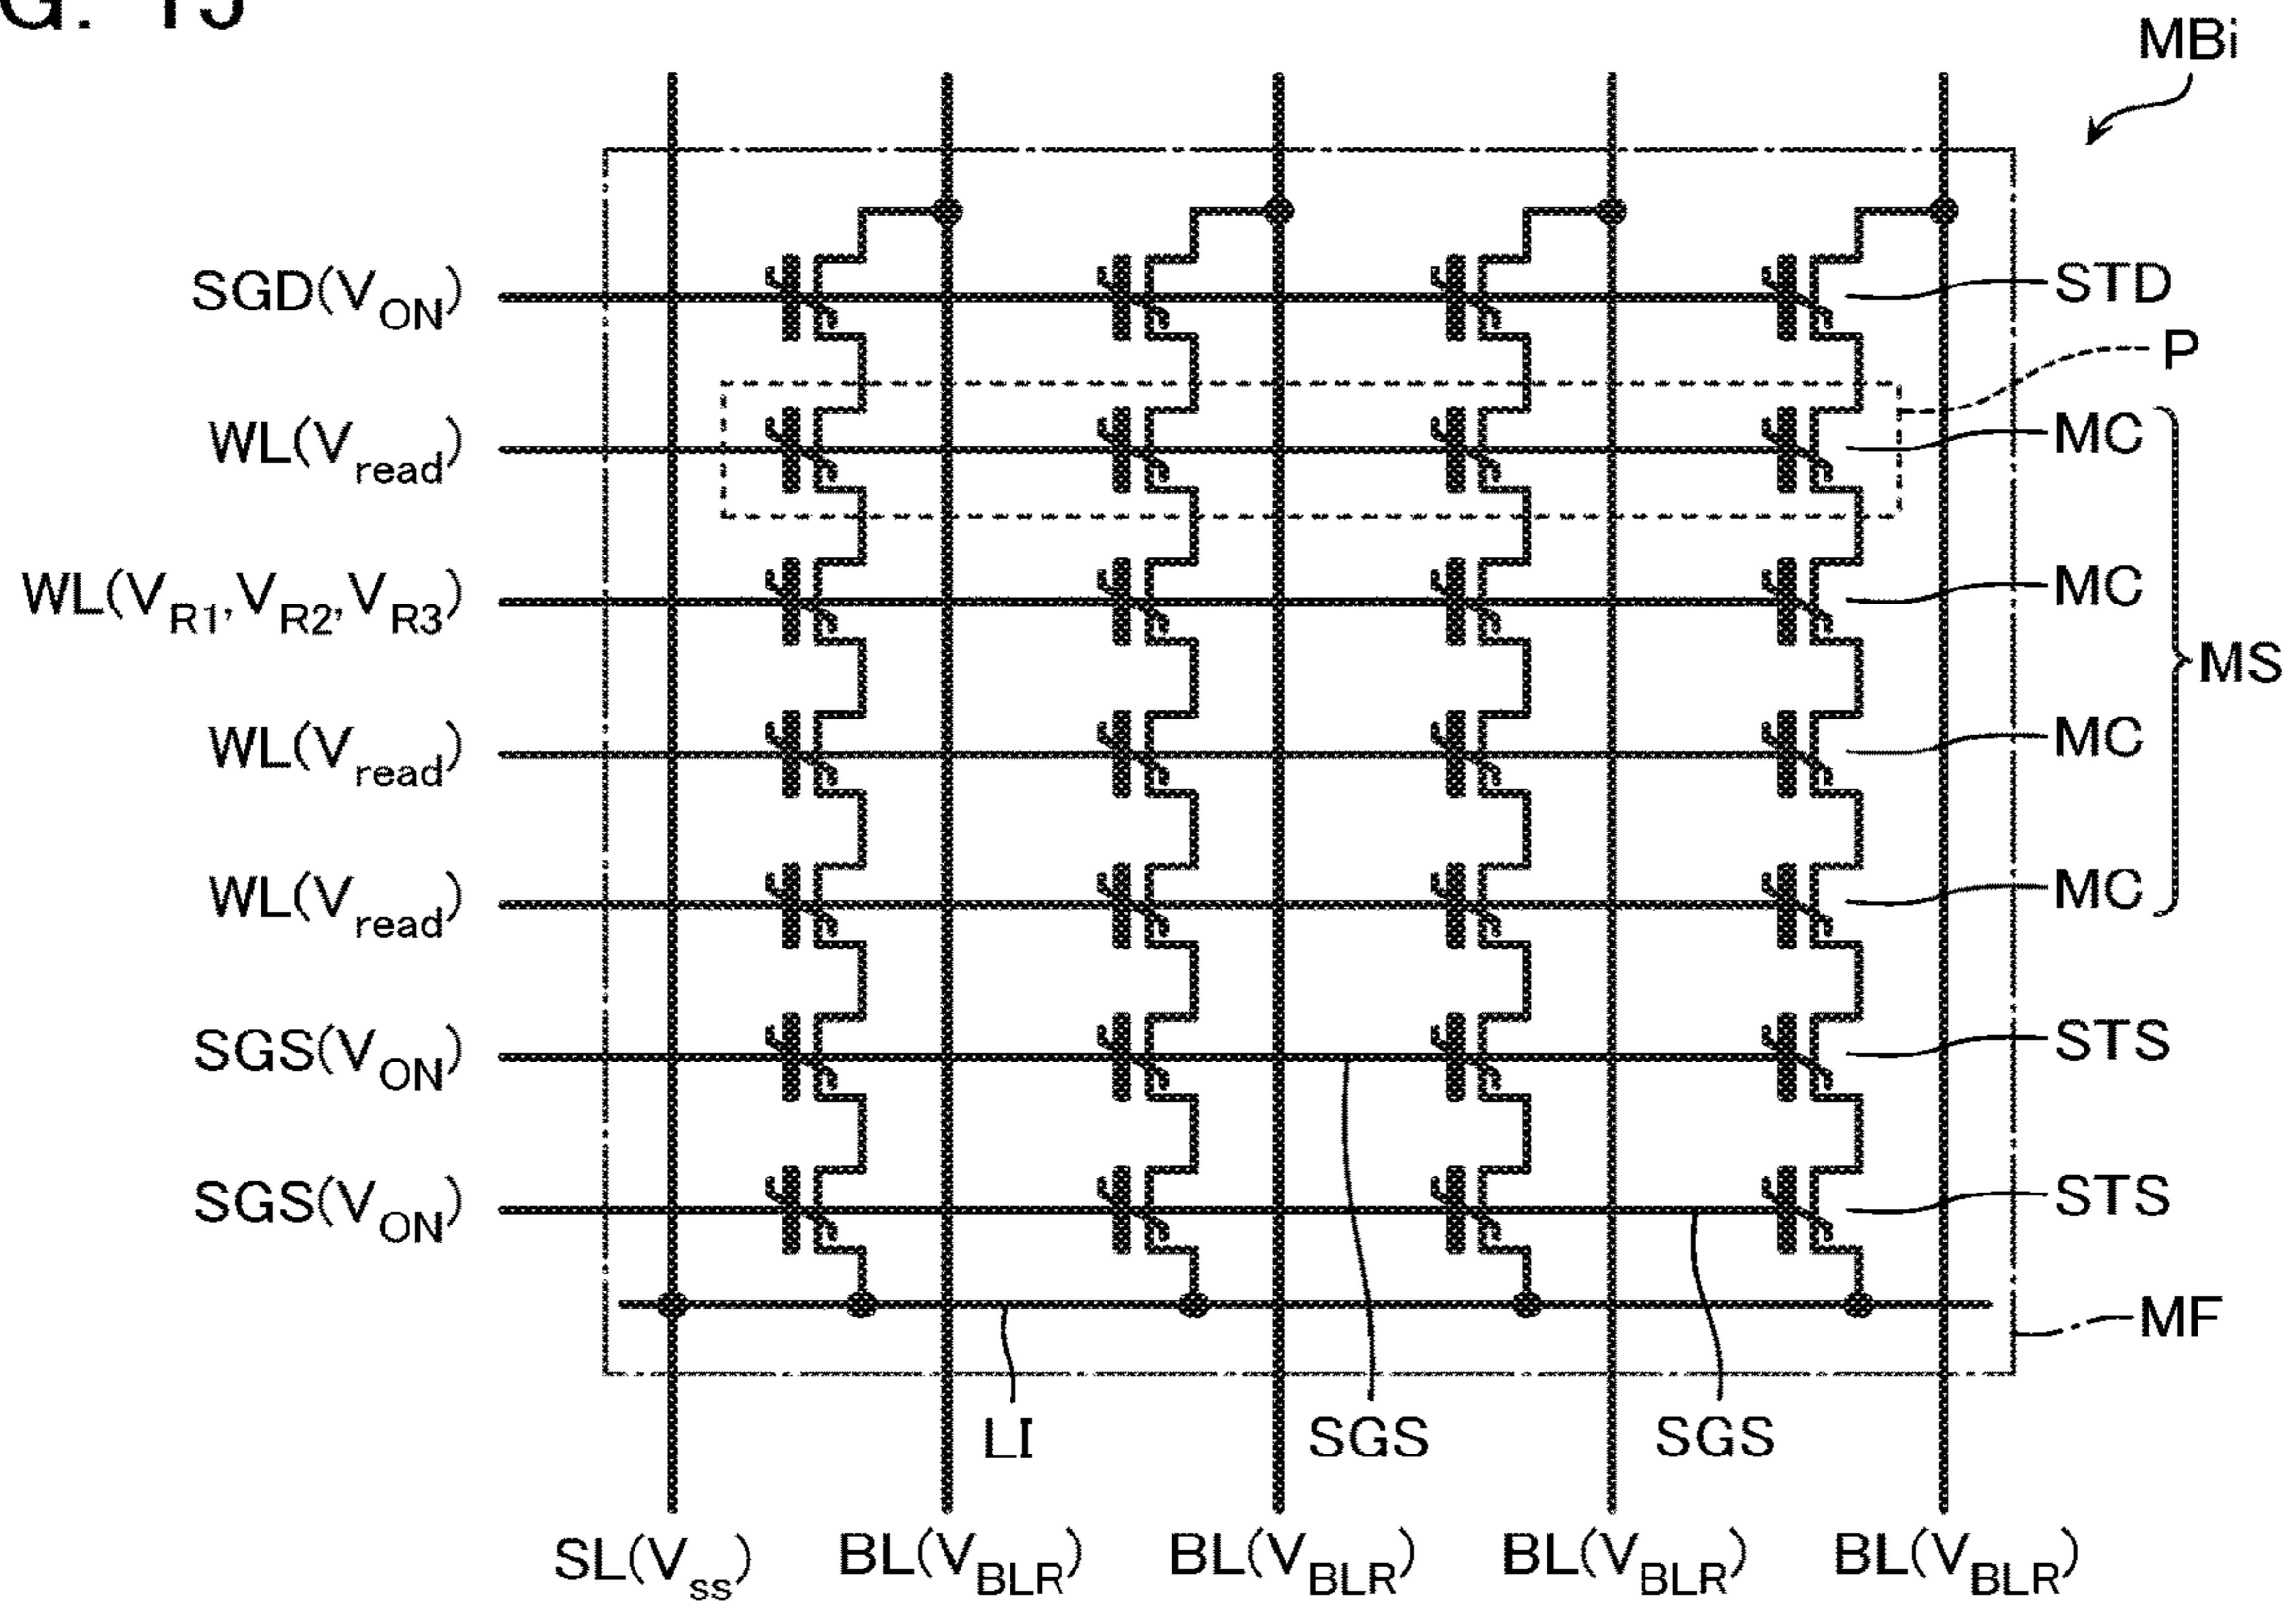 G. 15
MBi
SGD(VON)
STD
P
WL(Vread)
MC
WL(VR1,VR2,VR3)
MC
MS
WL(Vread)
MC
WL(Vread)
MC
SGS(VON)
STS
SGS(VON)
STS
MF
LI
SGS
SGS
SL(Vss)
BL(VBLR)
BL(VBLR)
BL(VBLR)
BL(VBLR)